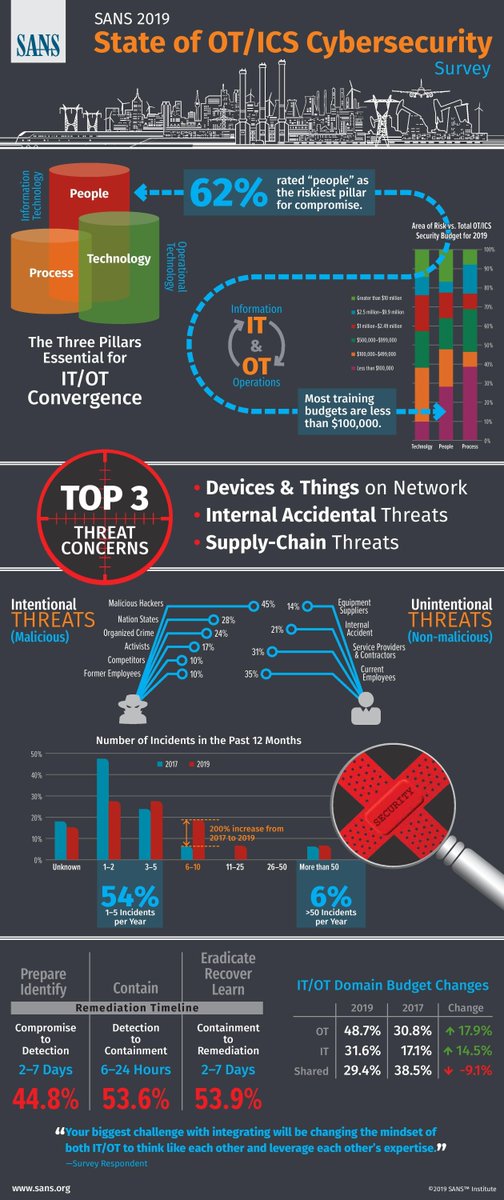 SANS
SANS 2019
State of OT/ICS Cybersecurity
Survey
Information
Technology
People
Process
Technology
Operational
Technology
The Three Pillars
Essential for
IT/OT
Convergence
62%
rated “people” as
the riskiest pillar
for compromise.
Information
IT
&
OT
Operations
Most training
budgets are less
than $100,000.
Area of Risk vs. Total OT/ICS
Security Budget for 2019
Greater than $10 million
$2.5 million–$9.9 million
$1 million–$2.49 million
$500,000–$999,000
$100,000–$499,000
Less than $100,000
100%
90%
80%
70%
60%
50%
40%
30%
20%
10%
0%
Technology
People
Process
TOP 3
THREAT
CONCERNS
• Devices & Things on Network
• Internal Accidental Threats
• Supply-Chain Threats
Intentional
THREATS
(Malicious)
Malicious Hackers
45%
Nation States
28%
Organized Crime
24%
Activists
17%
Competitors
10%
Former Employees
10%
Unintentional
THREATS
(Non-malicious)
14%
Equipment
Suppliers
21%
Internal
Accident
31%
Service Providers
& Contractors
35%
Current
Employees
Number of Incidents in the Past 12 Months
2017
2019
50%
40%
30%
20%
10%
0%
200% increase from
2017 to 2019
Unknown
1–2
3–5
6–10
11–25
26–50
More than 50
54%
1–5 Incidents
per Year
6%
>50 Incidents
per Year
SECURITY
Prepare
Identify
Contain
Eradicate
Recover
Learn
Remediation Timeline
Compromise
to
Detection
2–7 Days
44.8%
Detection
to
Containment
6–24 Hours
53.6%
Containment
to
Remediation
2–7 Days
53.9%
IT/OT Domain Budget Changes
2019 2017 Change
OT 48.7% 30.8% ↑ 17.9%
IT 31.6% 17.1% ↑ 14.5%
Shared 29.4% 38.5% ↓ -9.1%
“Your biggest challenge with integrating will be changing the mindset of
both IT/OT to think like each other and leverage each other’s expertise.”
—Survey Respondent
www.sans.org
©2019 SANS™ Institute